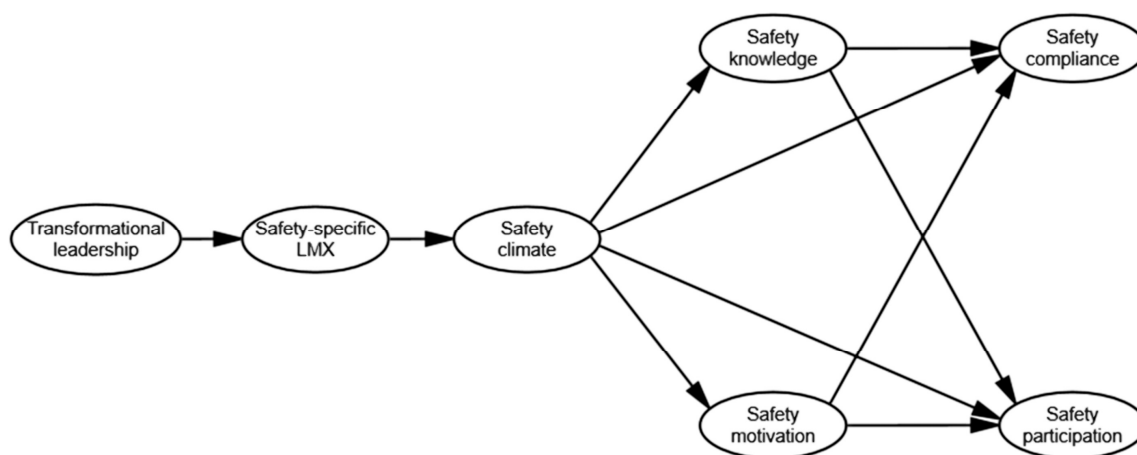 Safety
knowledge
Safety
compliance
Transformational
leadership
Safety-specific
LMX
Safety
climate
Safety
motivation
Safety
participation